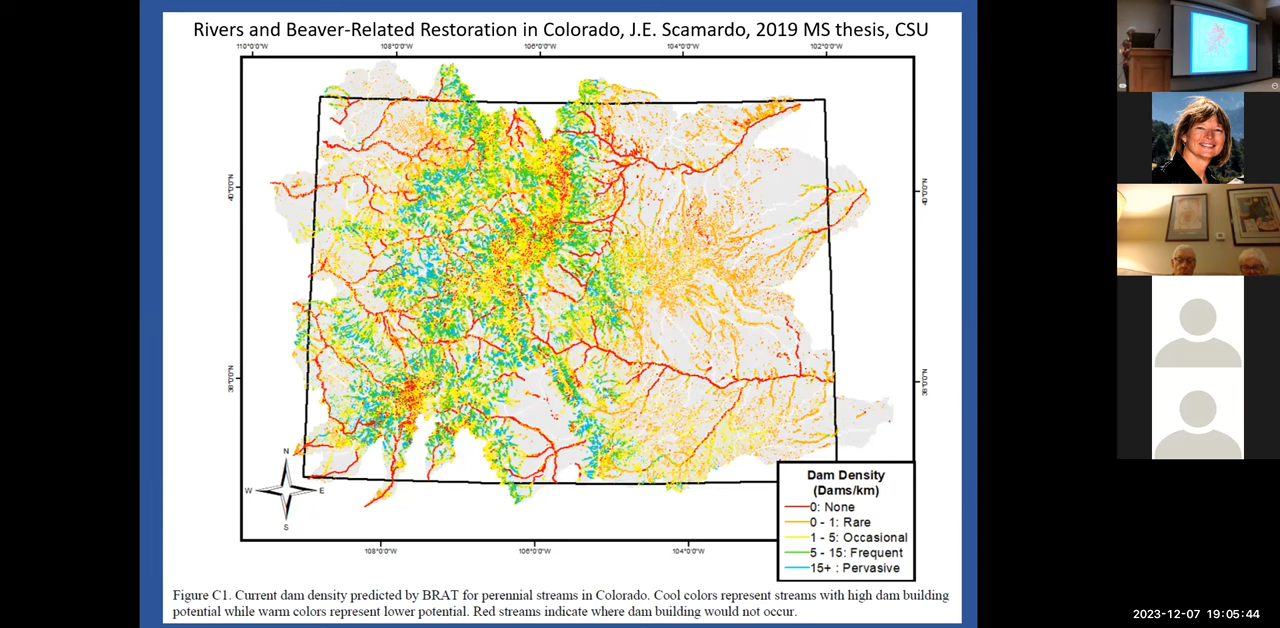 Rivers and Beaver-Related Restoration in Colorado, J.E. Scamardo, 2019 MS thesis, CSU
110°0'0"W 108°0'0"W 106°0'0"W 104°0'0"W 102°0'0"W
40°0'0"N 40°0'0"N
38°0'0"N 38°0'0"N
N
W E
S
108°0'0"W 106°0'0"W 104°0'0"W
Dam Density
(Dams/km)
0: None
0 - 1: Rare
1 - 5: Occasional
5 - 15: Frequent
15+ : Pervasive
Figure C1. Current dam density predicted by BRAT for perennial streams in Colorado. Cool colors represent streams with high dam building
potential while warm colors represent lower potential. Red streams indicate where dam building would not occur.
2023-12-07 19:05:44